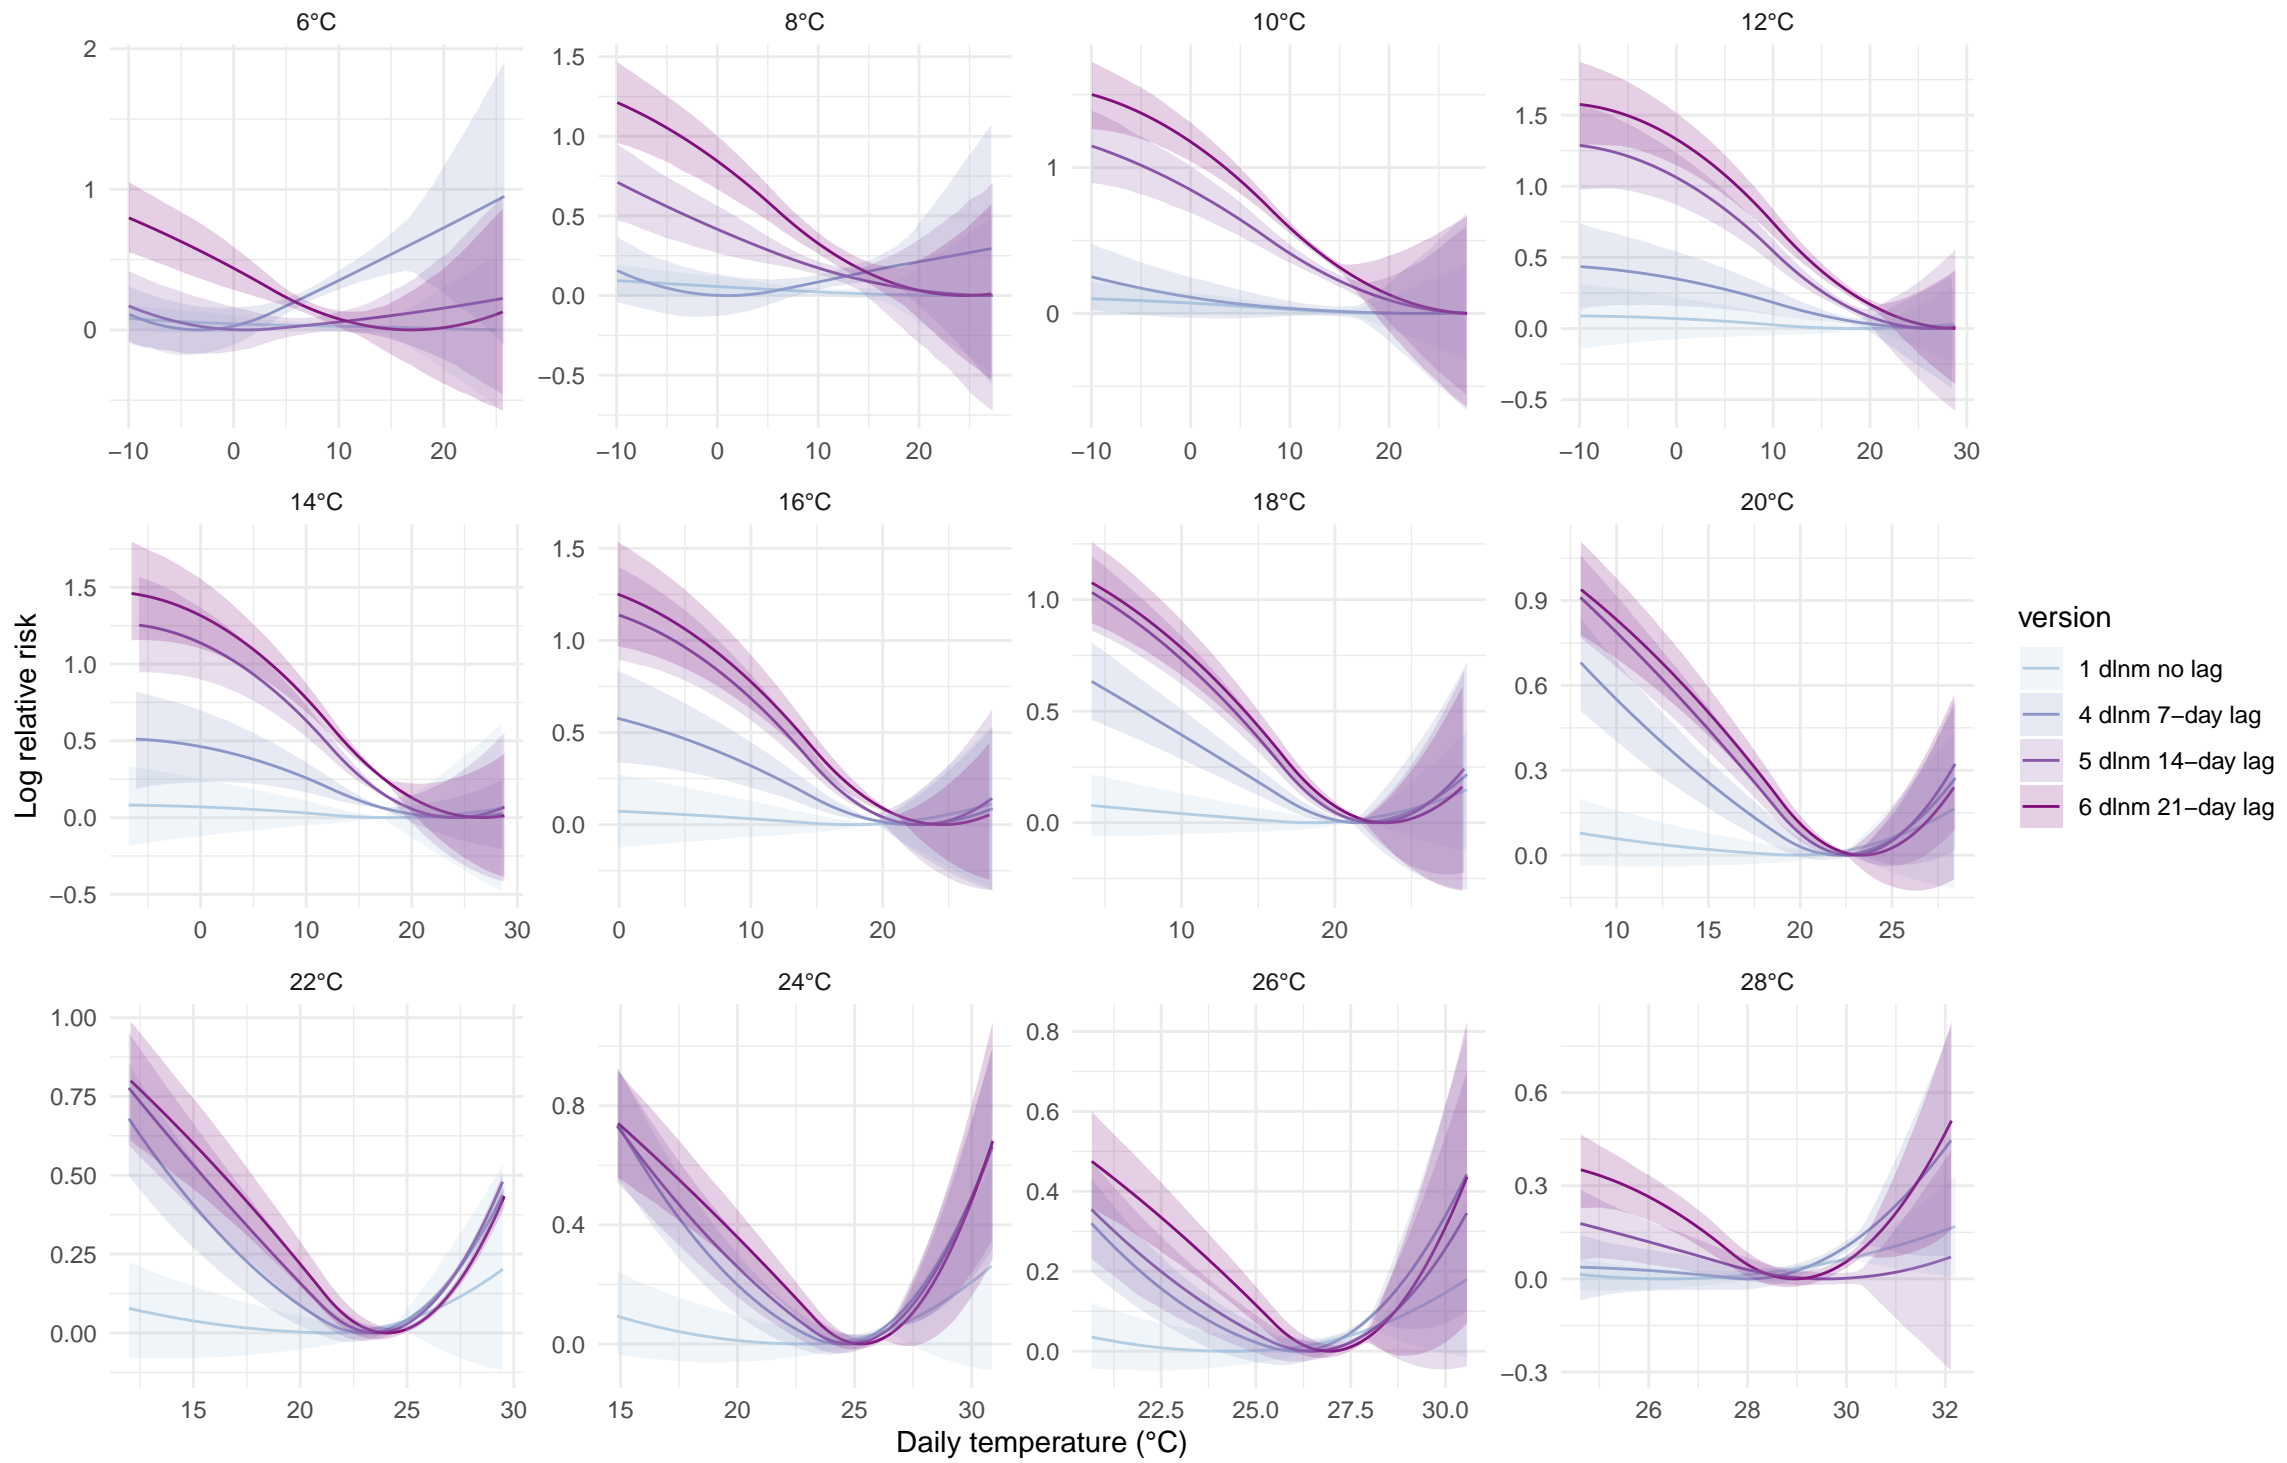 6°C 8°C 10°C 12°C
2 1 0
1.5 1.0 0.5 0.0 −0.5
1 0
1.5 1.0 0.5 0.0 −0.5
−10 0 10 20
−10 0 10 20
−10 0 10 20
−10 0 10 20 30
14°C 16°C 18°C 20°C
1.5 1.0 0.5 0.0 −0.5
1.5 1.0 0.5 0.0
1.0 0.5 0.0
0.9 0.6 0.3 0.0
0 10 20 30
0 10 20
10 20
10 15 20 25
22°C 24°C 26°C 28°C
1.00 0.75 0.50 0.25 0.00
0.8 0.4 0.0
0.8 0.6 0.4 0.2 0.0
0.6 0.3 0.0 −0.3
15 20 25 30
15 20 25 30
22.5 25.0 27.5 30.0
26 28 30 32
Log relative risk
Daily temperature (°C)
version
1 dlnm no lag
4 dlnm 7−day lag
5 dlnm 14−day lag
6 dlnm 21−day lag